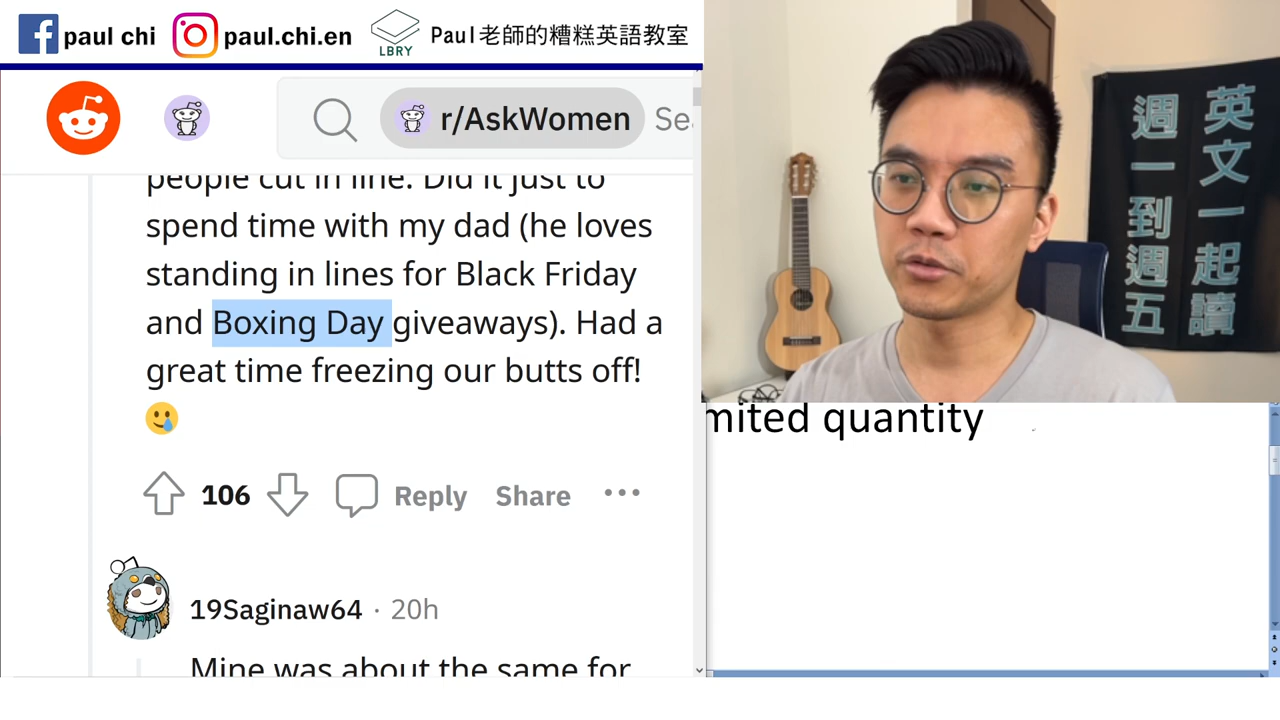 paul chi
paul.chi.en
LBRY
Paul老師的糟糕英語教室
r/AskWomen
people cut in line. Did it just to
spend time with my dad (he loves
standing in lines for Black Friday
and Boxing Day giveaways). Had a
great time freezing our butts off!
106
Reply
Share
19Saginaw64 · 20h
Mine was about the same for
mited quantity
英文一起讀
週一到週五